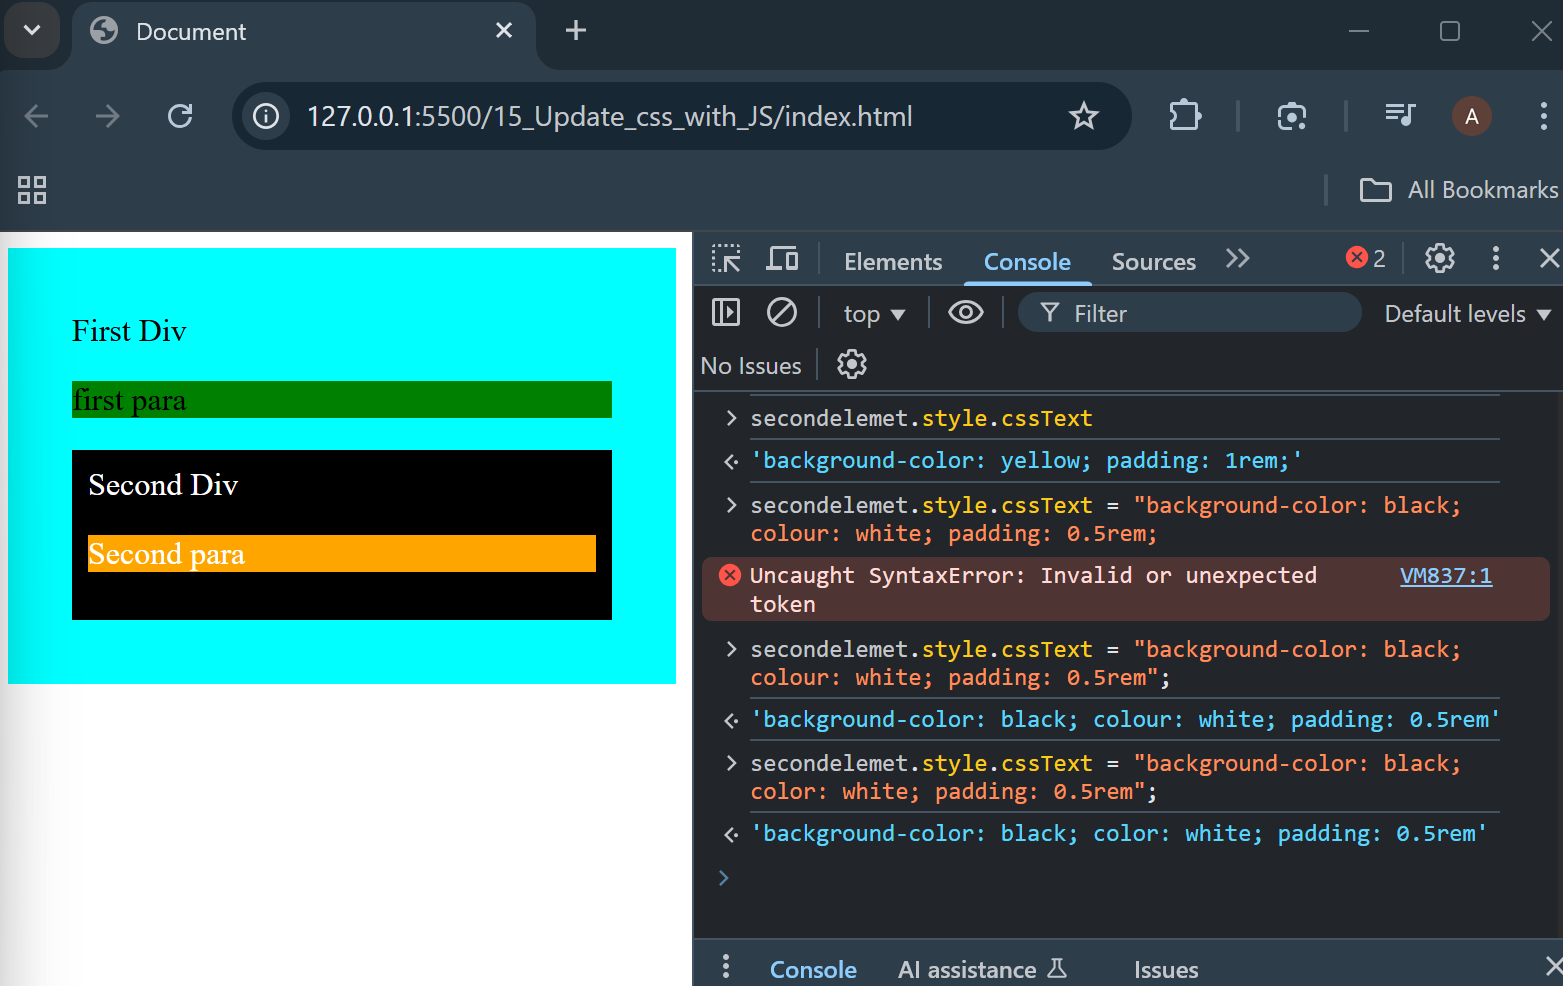 Document
127.0.0.1:5500/15_Update_css_with_JS/index.html
A
All Bookmarks
First Div
first para
Second Div
Second para
Elements
Console
Sources
2
top
Filter
Default levels
No Issues
secondelemet.style.cssText
'background-color: yellow; padding: 1rem;'
secondelemet.style.cssText = "background-color: black;
colour: white; padding: 0.5rem;
Uncaught SyntaxError: Invalid or unexpected VM837:1
token
secondelemet.style.cssText = "background-color: black;
colour: white; padding: 0.5rem";
'background-color: black; colour: white; padding: 0.5rem'
secondelemet.style.cssText = "background-color: black;
color: white; padding: 0.5rem";
'background-color: black; color: white; padding: 0.5rem'
Console
AI assistance
Issues